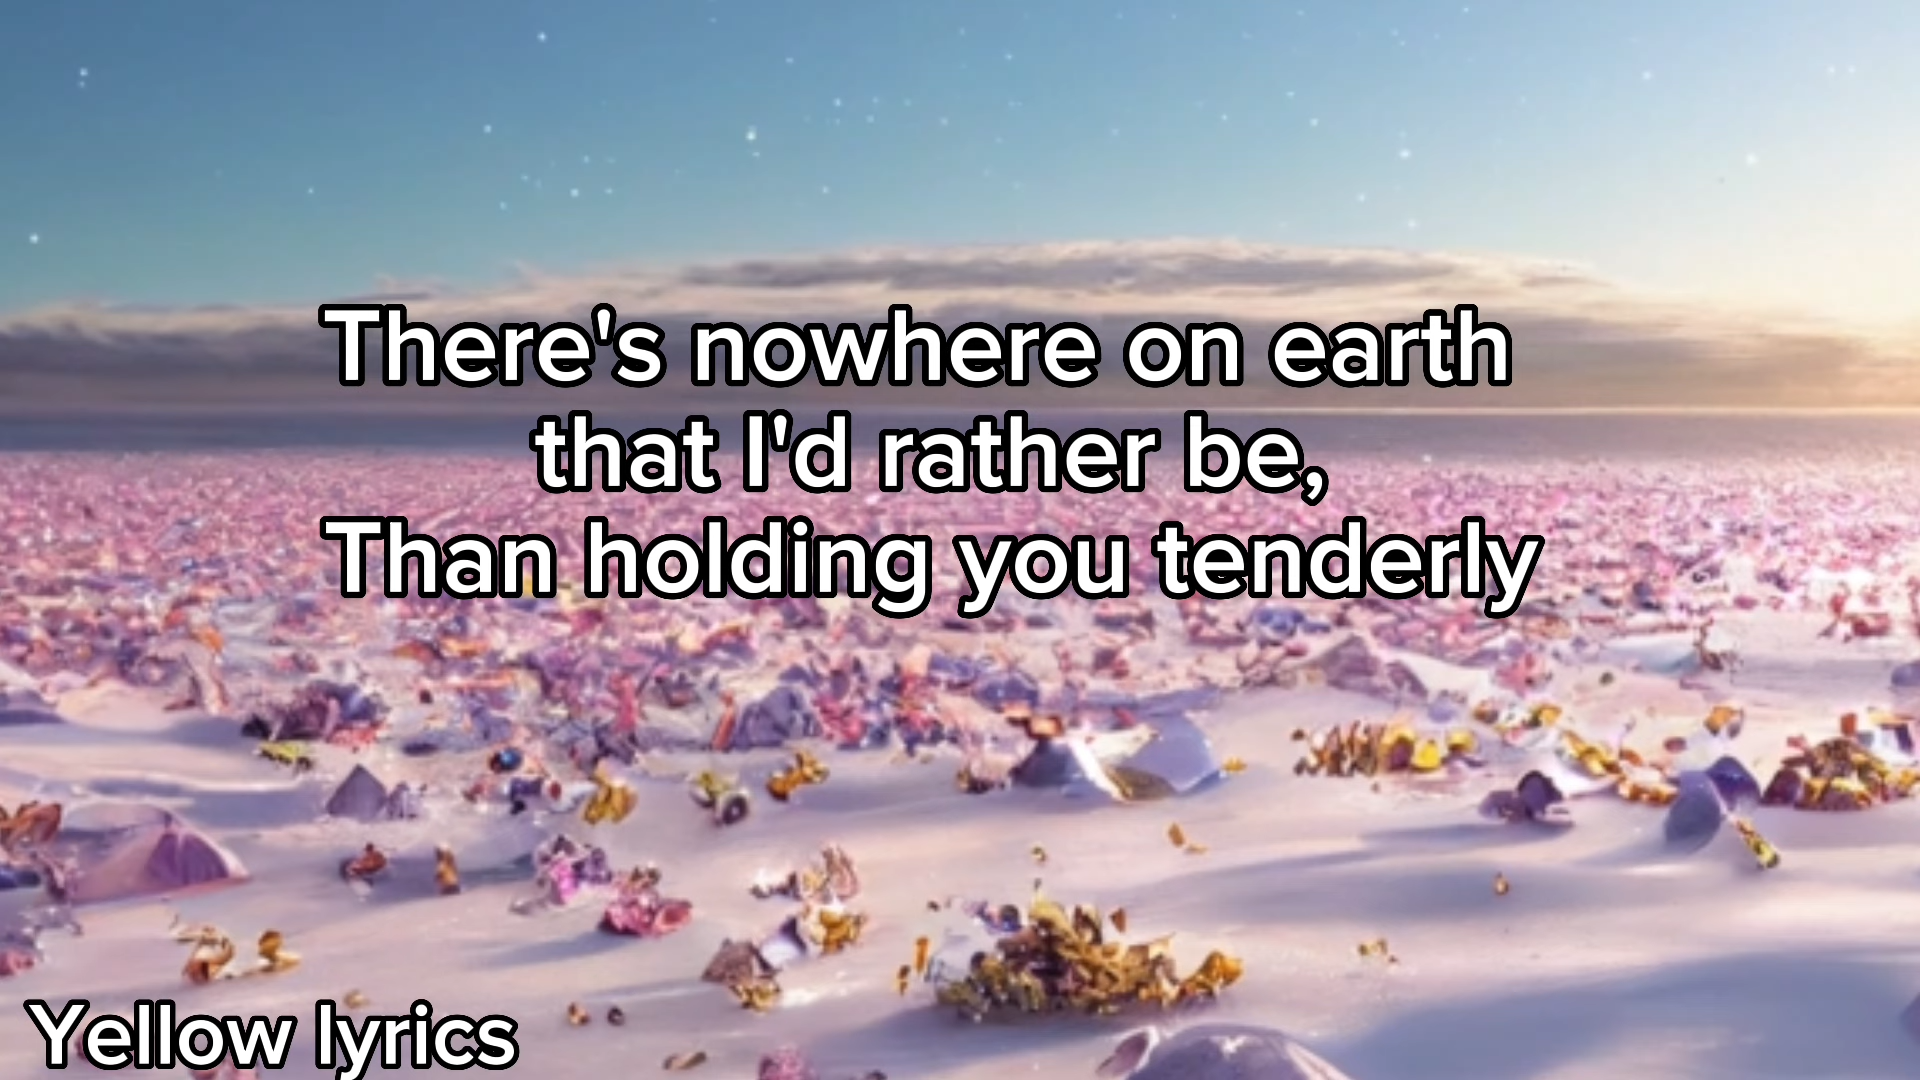 There's nowhere on earth
that I'd rather be,
Than holding you tenderly
Yellow lyrics